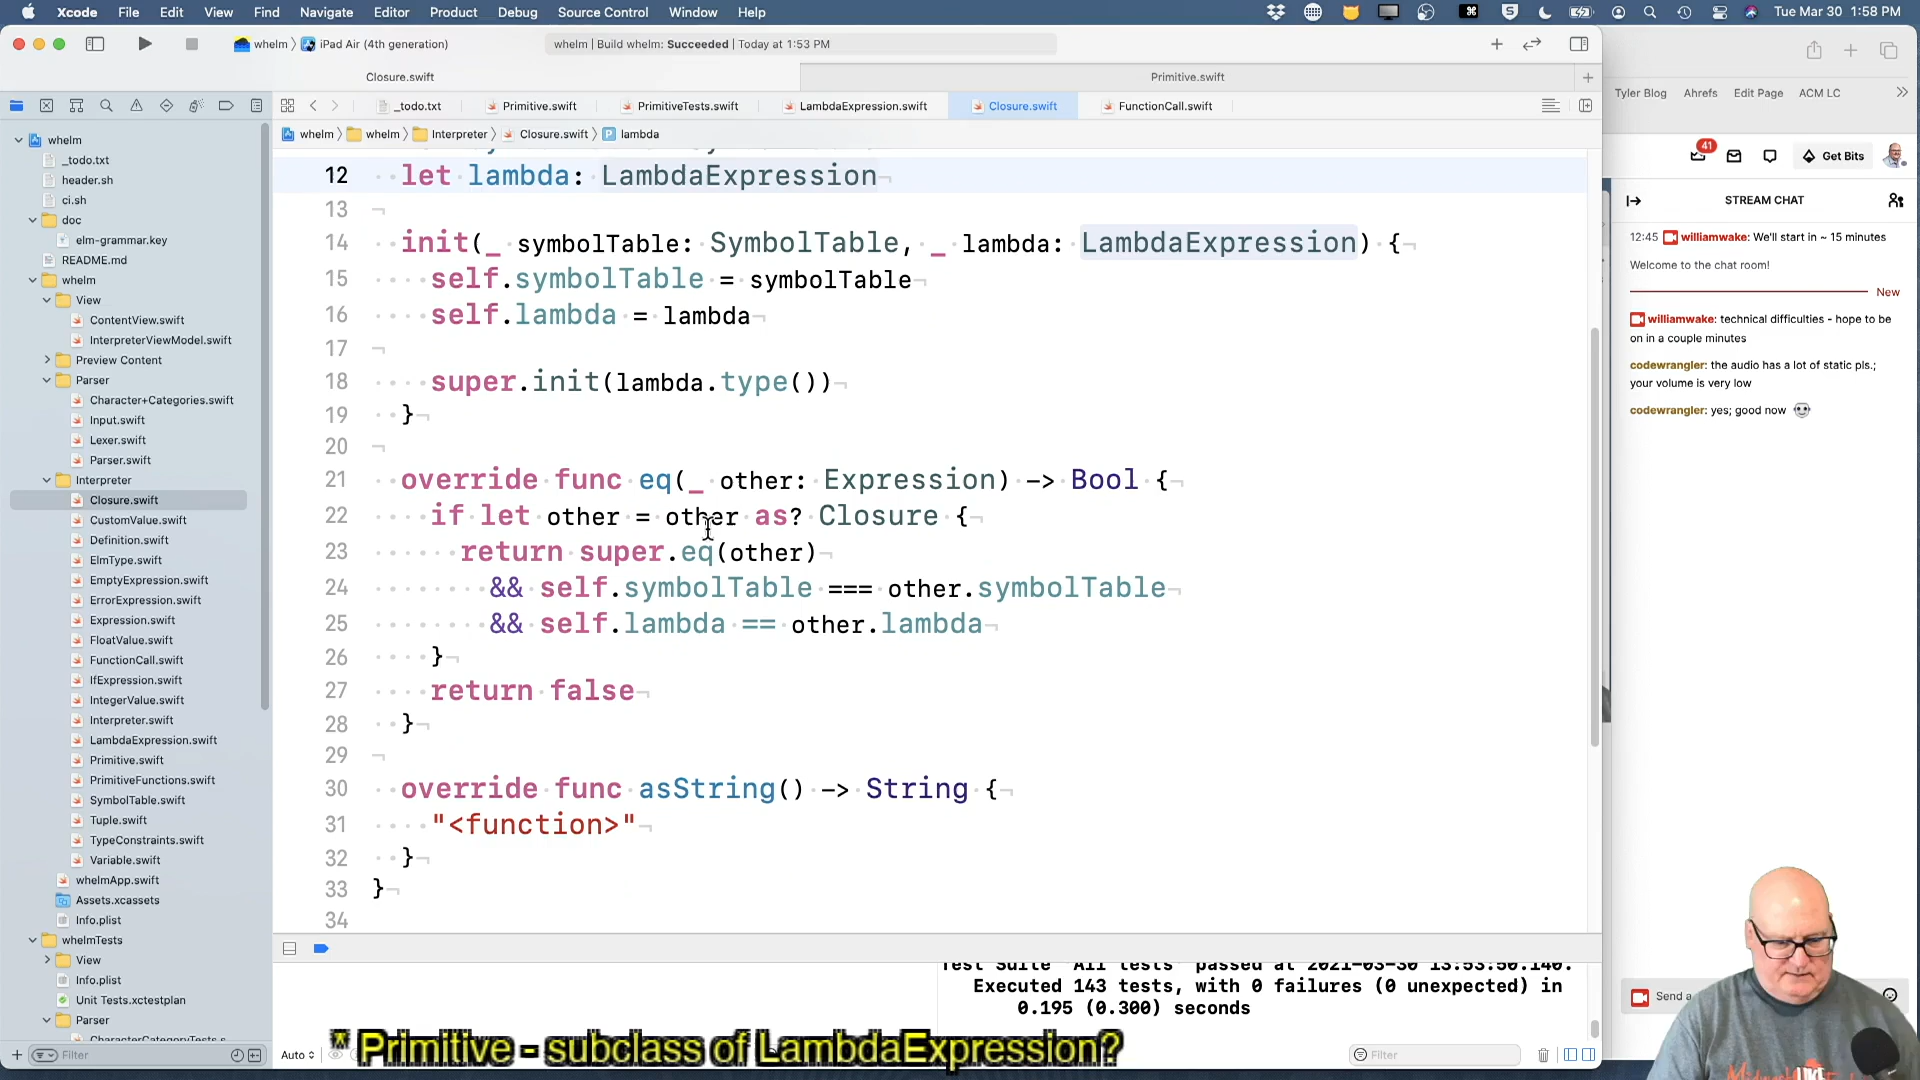 Xcode File Edit View Find Navigate Editor Product Debug Source Control Window Help
Tue Mar 30 1:58 PM
whelm iPad Air (4th generation)
whelm | Build whelm: Succeeded | Today at 1:53 PM
Closure.swift
Primitive.swift
_todo.txt
Primitive.swift
PrimitiveTests.swift
LambdaExpression.swift
Closure.swift
FunctionCall.swift
whelm
whelm
Interpreter
Closure.swift
lambda
whelm
_todo.txt
header.sh
ci.sh
doc
elm-grammar.key
README.md
whelm
View
ContentView.swift
InterpreterViewModel.swift
Preview Content
Parser
Character+Categories.swift
Input.swift
Lexer.swift
Parser.swift
Interpreter
Closure.swift
CustomValue.swift
Definition.swift
ElmType.swift
EmptyExpression.swift
ErrorExpression.swift
Expression.swift
FloatValue.swift
FunctionCall.swift
IfExpression.swift
IntegerValue.swift
Interpreter.swift
LambdaExpression.swift
Primitive.swift
PrimitiveFunctions.swift
SymbolTable.swift
Tuple.swift
TypeConstraints.swift
Variable.swift
whelmApp.swift
Assets.xcassets
Info.plist
whelmTests
View
Info.plist
Unit Tests.xctestplan
Parser
CharacterCategoryTests.s
Filter
12 let lambda: LambdaExpression
13
14 init(_ symbolTable: SymbolTable, _ lambda: LambdaExpression) {
15 self.symbolTable = symbolTable
16 self.lambda = lambda
17
18 super.init(lambda.type())
19 }
20
21 override func eq(_ other: Expression) -> Bool {
22 if let other = other as? Closure {
23 return super.eq(other)
24 && self.symbolTable === other.symbolTable
25 && self.lambda == other.lambda
26 }
27 return false
28 }
29
30 override func asString() -> String {
31 "<function>"
32 }
33 }
34
Test Suite 'All tests' passed at 2021-03-30 13:53:50.140.
Executed 143 tests, with 0 failures (0 unexpected) in
0.195 (0.300) seconds
Auto
Filter
* Primitive - subclass of LambdaExpression?
Tyler Blog Ahrefs Edit Page ACM LC
41
Get Bits
STREAM CHAT
12:45 williamwake: We'll start in ~ 15 minutes
Welcome to the chat room!
New
williamwake: technical difficulties - hope to be
on in a couple minutes
codewrangler: the audio has a lot of static pls.;
your volume is very low
codewrangler: yes; good now
Send a